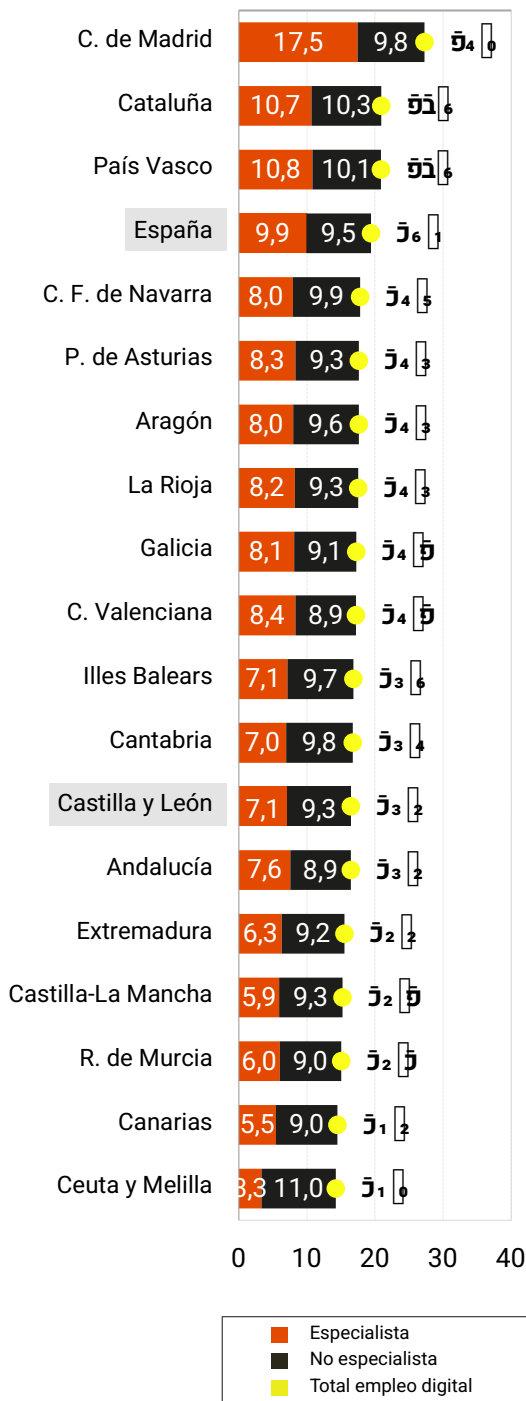 C. de Madrid 17,5 9,8
Cataluña 10,7 10,3
País Vasco 10,8 10,1
España 9,9 9,5
C. F. de Navarra 8,0 9,9
P. de Asturias 8,3 9,3
Aragón 8,0 9,6
La Rioja 8,2 9,3
Galicia 8,1 9,1
C. Valenciana 8,4 8,9
Illes Balears 7,1 9,7
Cantabria 7,0 9,8
Castilla y León 7,1 9,3
Andalucía 7,6 8,9
Extremadura 6,3 9,2
Castilla-La Mancha 5,9 9,3
R. de Murcia 6,0 9,0
Canarias 5,5 9,0
Ceuta y Melilla 3,3 11,0
0 10 20 30 40
Especialista
No especialista
Total empleo digital